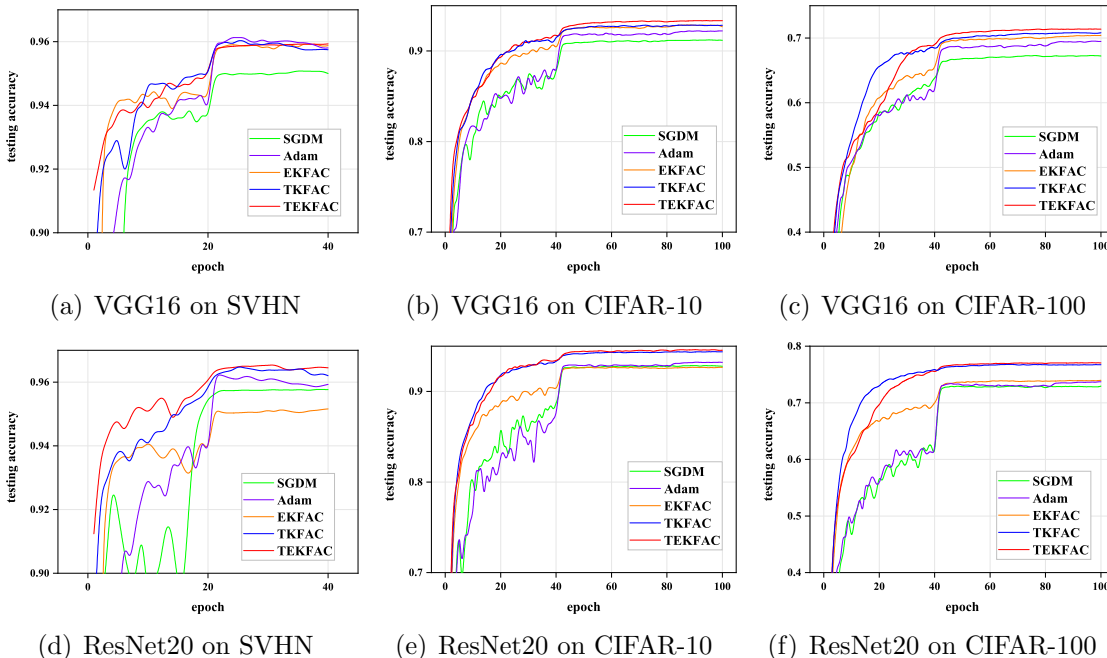 testing accuracy
0.96
0.94
0.92
0.90
0
20
40
epoch
SGDM
Adam
EKFAC
TKFAC
TEKFAC
(a) VGG16 on SVHN
testing accuracy
0.9
0.8
0.7
0
20
40
60
80
100
epoch
SGDM
Adam
EKFAC
TKFAC
TEKFAC
(b) VGG16 on CIFAR-10
testing accuracy
0.7
0.6
0.5
0.4
0
20
40
60
80
100
epoch
SGDM
Adam
EKFAC
TKFAC
TEKFAC
(c) VGG16 on CIFAR-100
testing accuracy
0.96
0.94
0.92
0.90
0
20
40
epoch
SGDM
Adam
EKFAC
TKFAC
TEKFAC
(d) ResNet20 on SVHN
testing accuracy
0.9
0.8
0.7
0
20
40
60
80
100
epoch
SGDM
Adam
EKFAC
TKFAC
TEKFAC
(e) ResNet20 on CIFAR-10
testing accuracy
0.8
0.7
0.6
0.5
0.4
0
20
40
60
80
100
epoch
SGDM
Adam
EKFAC
TKFAC
TEKFAC
(f) ResNet20 on CIFAR-100